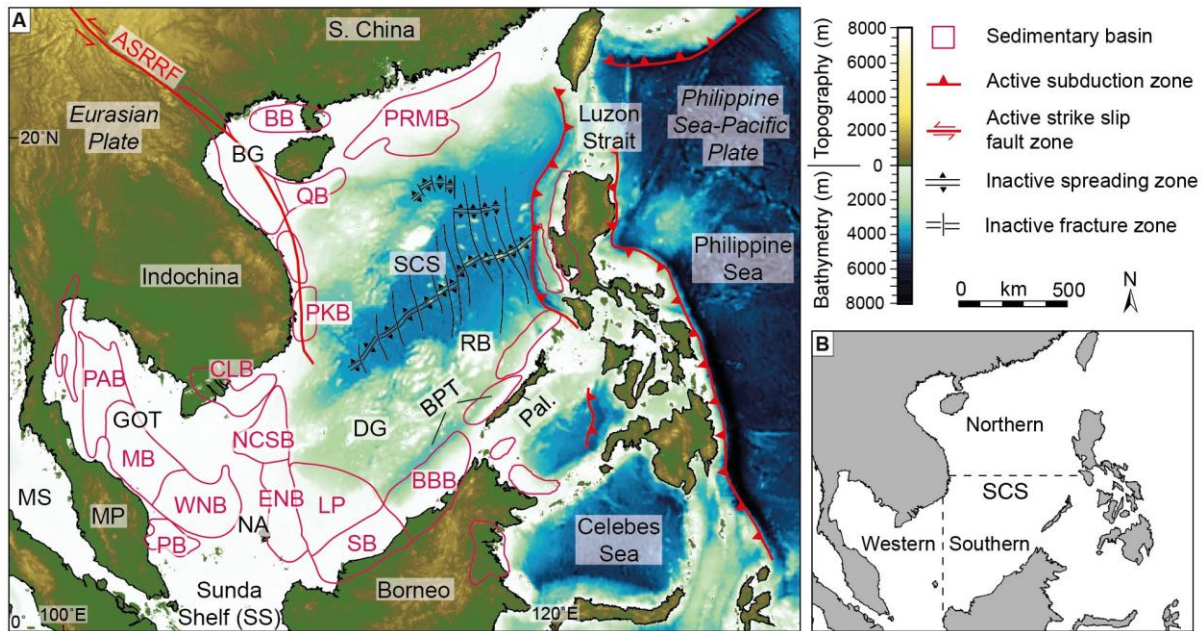 A
S. China
ASRRF
Eurasian
Plate
20°N
BB
BG
PRMB
QB
Luzon
Strait
Philippine
Sea-Pacific
Plate
Indochina
SCS
Philippine
Sea
PKB
RB
CLB
PAB
GOT
BPT
Pal.
DG
NCSB
MB
BBB
WNB
ENB
LP
MS
MP
NA
Celbes
Sea
PB
SB
Sunda
Shelf (SS)
Borneo
0°
100°E
120°E
Topography (m)
Bathymetry (m)
8000
6000
4000
2000
0
2000
4000
6000
8000
Sedimentary basin
Active subduction zone
Active strike slip
fault zone
Inactive spreading zone
Inactive fracture zone
0 km 500
N
B
Northern
SCS
Western
Southern